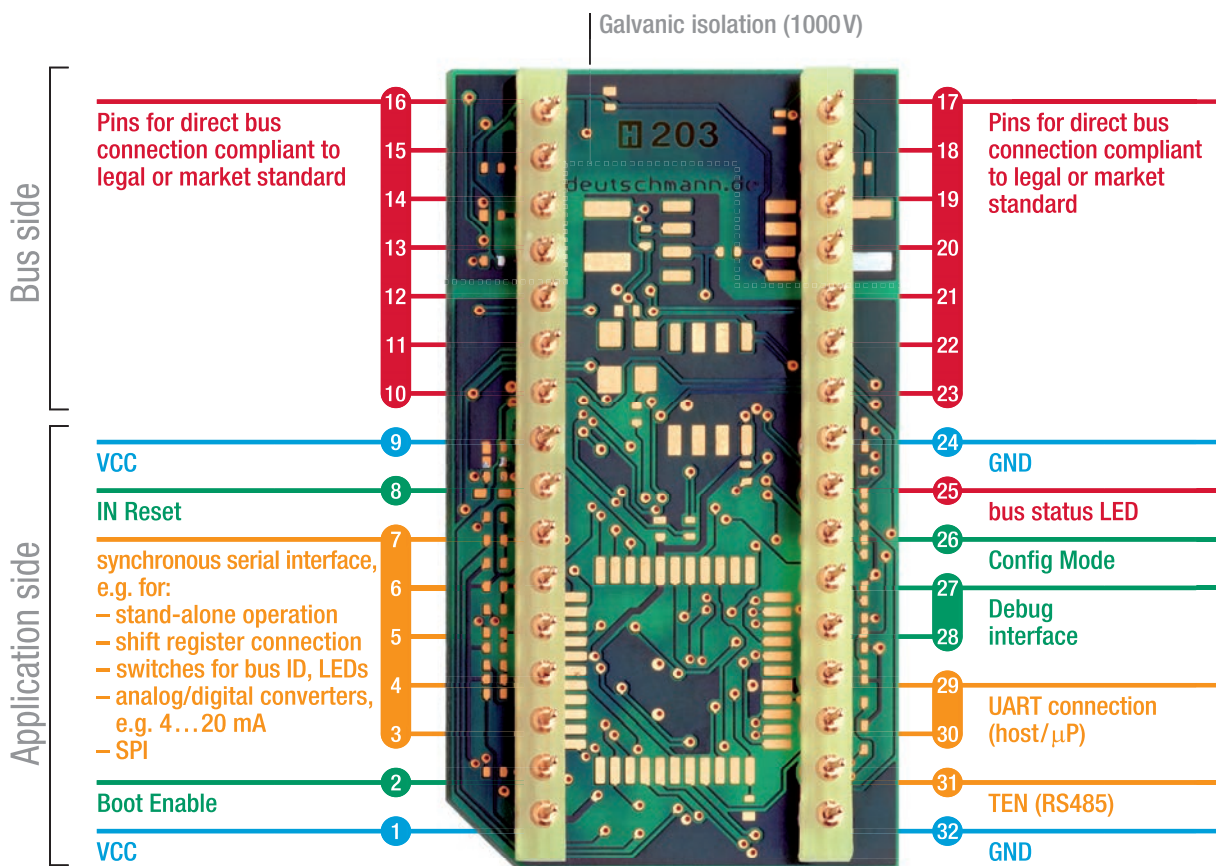 Galvanic isolation (1000 V)
Bus side
16
Pins for direct bus
connection compliant to
legal or market standard
15
14
13
12
11
10
17
Pins for direct bus
connection compliant
to legal or market
standard
18
19
20
21
22
23
H 203
deutschmann.de
Application side
9
VCC
8
IN Reset
7
synchronous serial interface,
e.g. for:
– stand-alone operation
– shift register connection
– switches for bus ID, LEDs
– analog/digital converters,
e.g. 4…20 mA
– SPI
6
5
4
3
2
Boot Enable
1
VCC
24
GND
25
bus status LED
26
Config Mode
27
Debug
interface
28
29
UART connection
(host/µP)
30
31
TEN (RS485)
32
GND